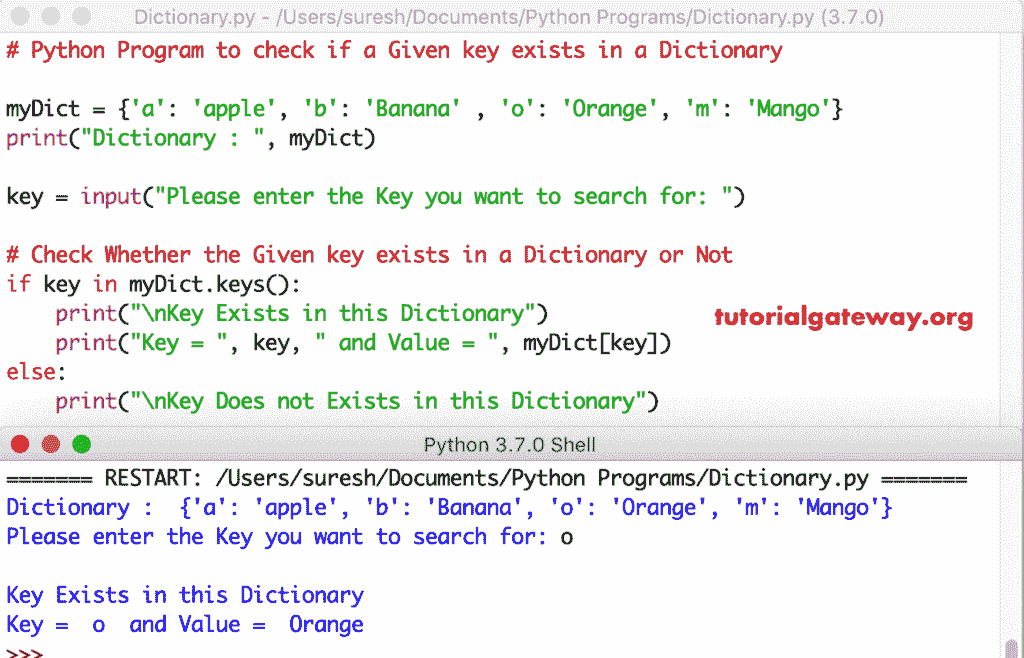 Dictionary.py - /Users/suresh/Documents/Python Programs/Dictionary.py (3.7.0)
# Python Program to check if a Given key exists in a Dictionary
myDict = {'a': 'apple', 'b': 'Banana' , 'o': 'Orange', 'm': 'Mango'}
print("Dictionary : ", myDict)
key = input("Please enter the Key you want to search for: ")
# Check Whether the Given key exists in a Dictionary or Not
if key in myDict.keys():
    print("\nKey Exists in this Dictionary")
tutorialgateway.org
    print("Key = ", key, " and Value = ", myDict[key])
else:
    print("\nKey Does not Exists in this Dictionary")
Python 3.7.0 Shell
======= RESTART: /Users/suresh/Documents/Python Programs/Dictionary.py =======
Dictionary :  {'a': 'apple', 'b': 'Banana', 'o': 'Orange', 'm': 'Mango'}
Please enter the Key you want to search for: o
Key Exists in this Dictionary
Key =  o  and Value =  Orange
>>>